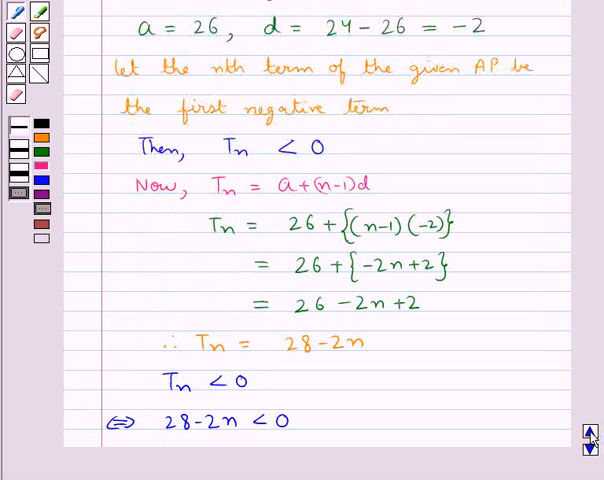 a = 26, d = 24 - 26 = -2
let the nth term of the given AP be
the first negative term
Then, Tn < 0
Now, Tn = a+(n-1)d
Tn = 26 + {(n-1)(-2)}
= 26 + {-2n+2}
= 26 - 2n + 2
∴ Tn = 28-2n
Tn < 0
⇔ 28-2n < 0